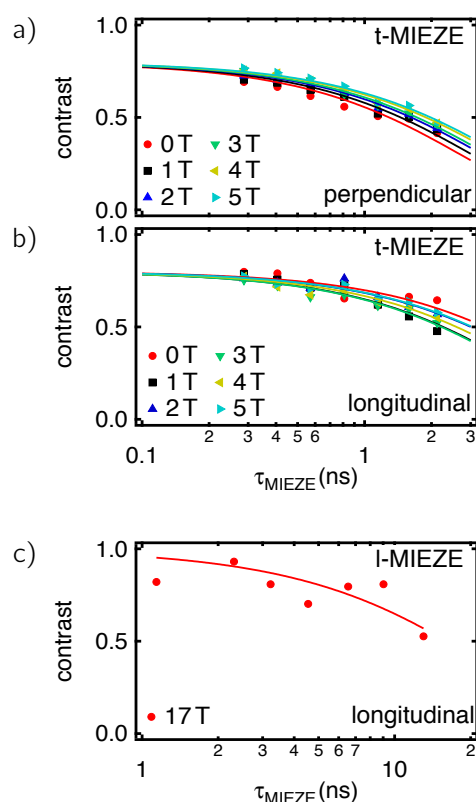 a)
t-MIEZE
1.0
0.5
0.0
contrast
0 T
3 T
1 T
4 T
2 T
5 T
perpendicular
b)
t-MIEZE
1.0
0.5
0.0
contrast
0 T
3 T
1 T
4 T
2 T
5 T
longitudinal
2 3 4 5 6 2 3
0.1 1
τMIEZE (ns)
c)
l-MIEZE
1.0
0.5
0.0
contrast
17 T
longitudinal
2 3 4 5 6 7 2
1 10
τMIEZE (ns)